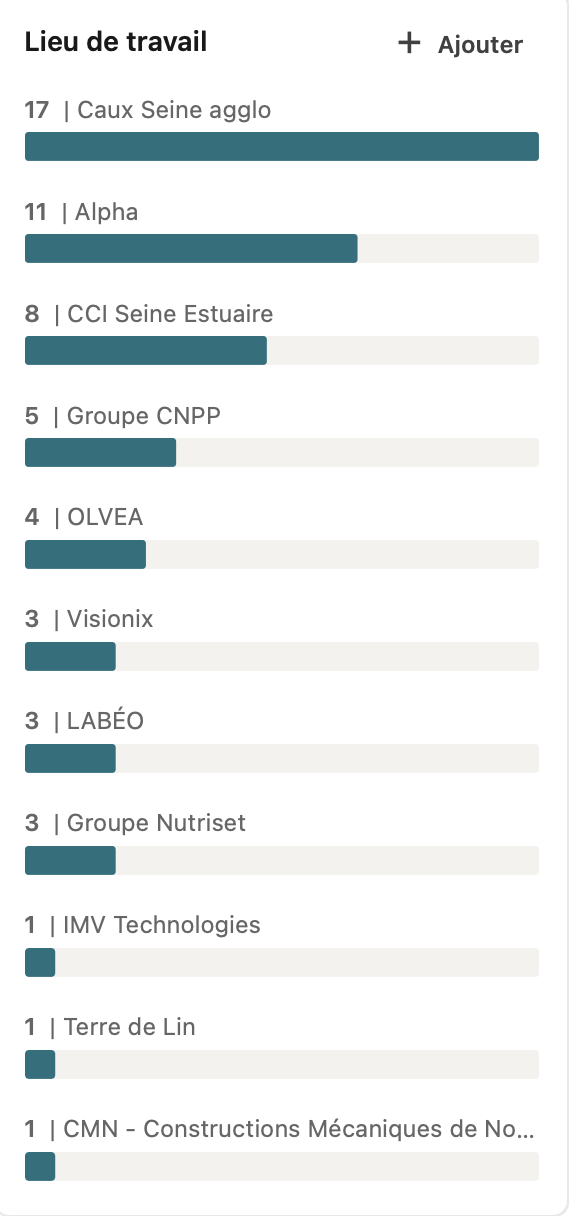 Lieu de travail
+ Ajouter
17 | Caux Seine agglo
11 | Alpha
8 | CCI Seine Estuaire
5 | Groupe CNPP
4 | OLVEA
3 | Visionix
3 | LABÉO
3 | Groupe Nutriset
1 | IMV Technologies
1 | Terre de Lin
1 | CMN - Constructions Mécaniques de No...